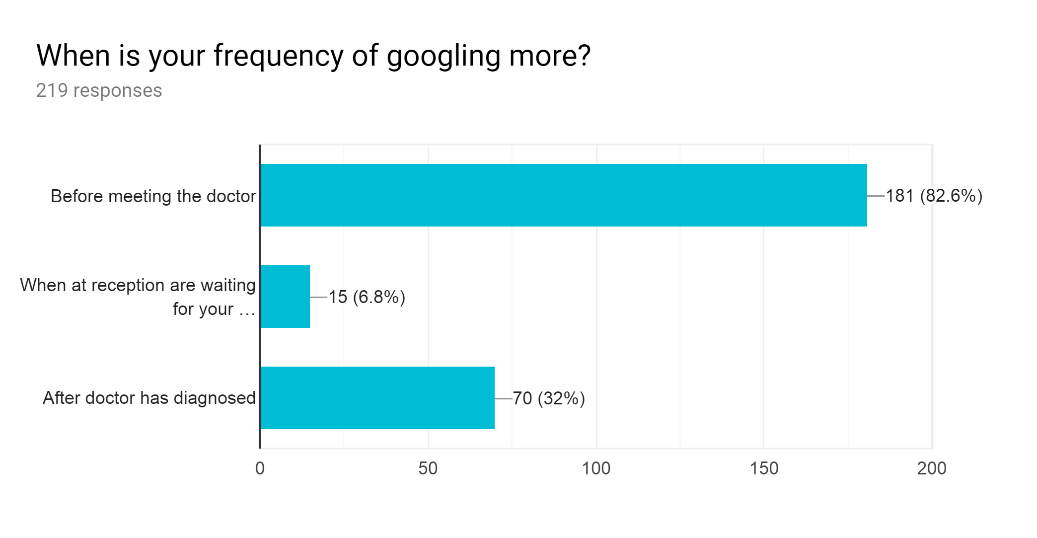 When is your frequency of googling more?
219 responses
Before meeting the doctor
181 (82.6%)
When at reception are waiting
for your …
15 (6.8%)
After doctor has diagnosed
70 (32%)
0 50 100 150 200